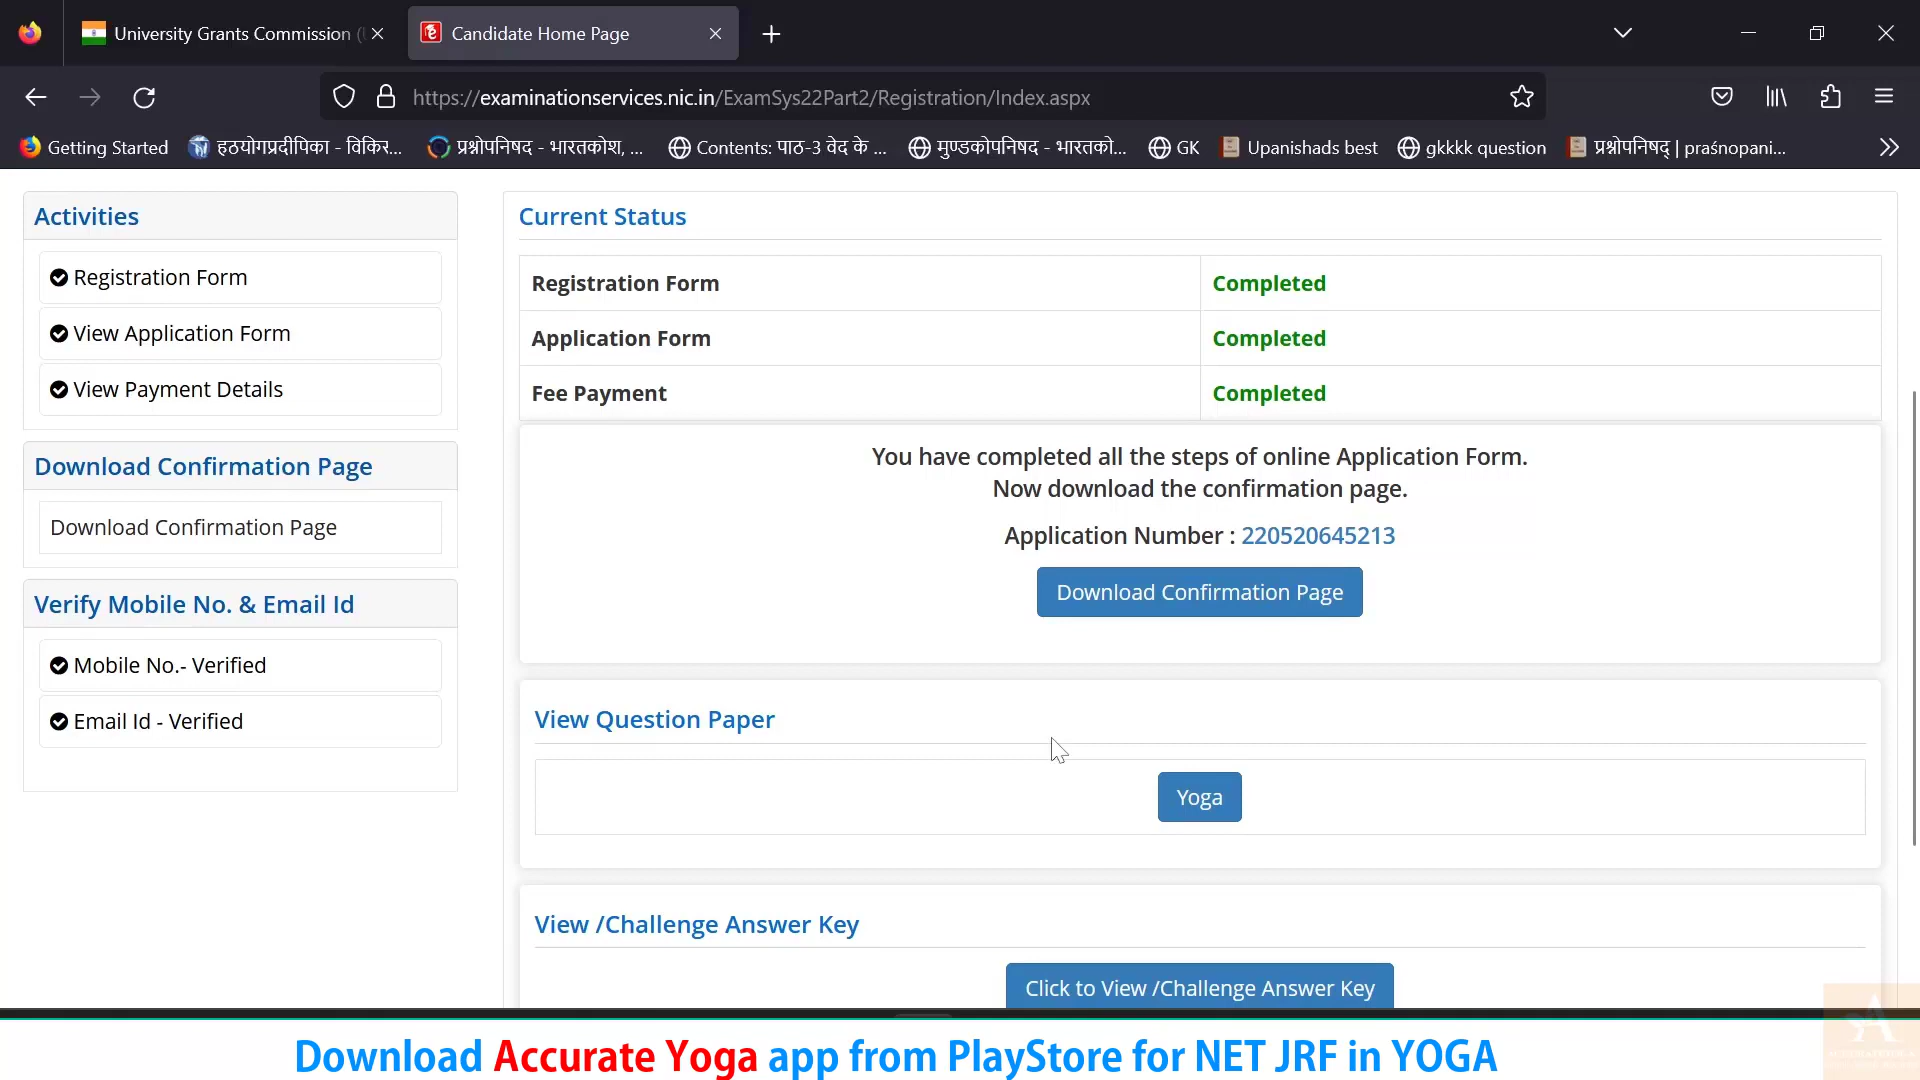 University Grants Commission (
Candidate Home Page
https://examinationservices.nic.in/ExamSys22Part2/Registration/Index.aspx
Getting Started
हठयोगप्रदीपिका - विकिर...
प्रश्नोपनिषद - भारतकोश, ...
Contents: पाठ-3 वेद के ...
मुण्डकोपनिषद - भारतको...
GK
Upanishads best
gkkkk question
प्रश्नोपनिषद् | praśnopani...
Activities
Registration Form
View Application Form
View Payment Details
Download Confirmation Page
Download Confirmation Page
Verify Mobile No. & Email Id
Mobile No.- Verified
Email Id - Verified
Current Status
Registration Form Completed
Application Form Completed
Fee Payment Completed
You have completed all the steps of online Application Form.
Now download the confirmation page.
Application Number : 220520645213
Download Confirmation Page
View Question Paper
Yoga
View /Challenge Answer Key
Click to View /Challenge Answer Key
Download Accurate Yoga app from PlayStore for NET JRF in YOGA